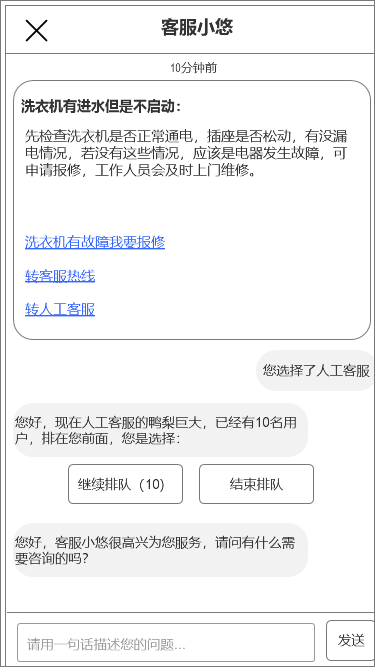 客服小悠
10分钟前
洗衣机有进水但是不启动：
先检查洗衣机是否正常通电，插座是否松动，有没漏
电情况，若没有这些情况，应该是电器发生故障，可
申请报修，工作人员会及时上门维修。
洗衣机有故障我要报修
转客服热线
转人工客服
您选择了人工客服
您好，现在人工客服的鸭梨巨大，已经有10名用
户，排在您前面，您是选择：
继续排队（10）
结束排队
您好，客服小悠很高兴为您服务，请问有什么需
要咨询的吗？
请用一句话描述您的问题...
发送